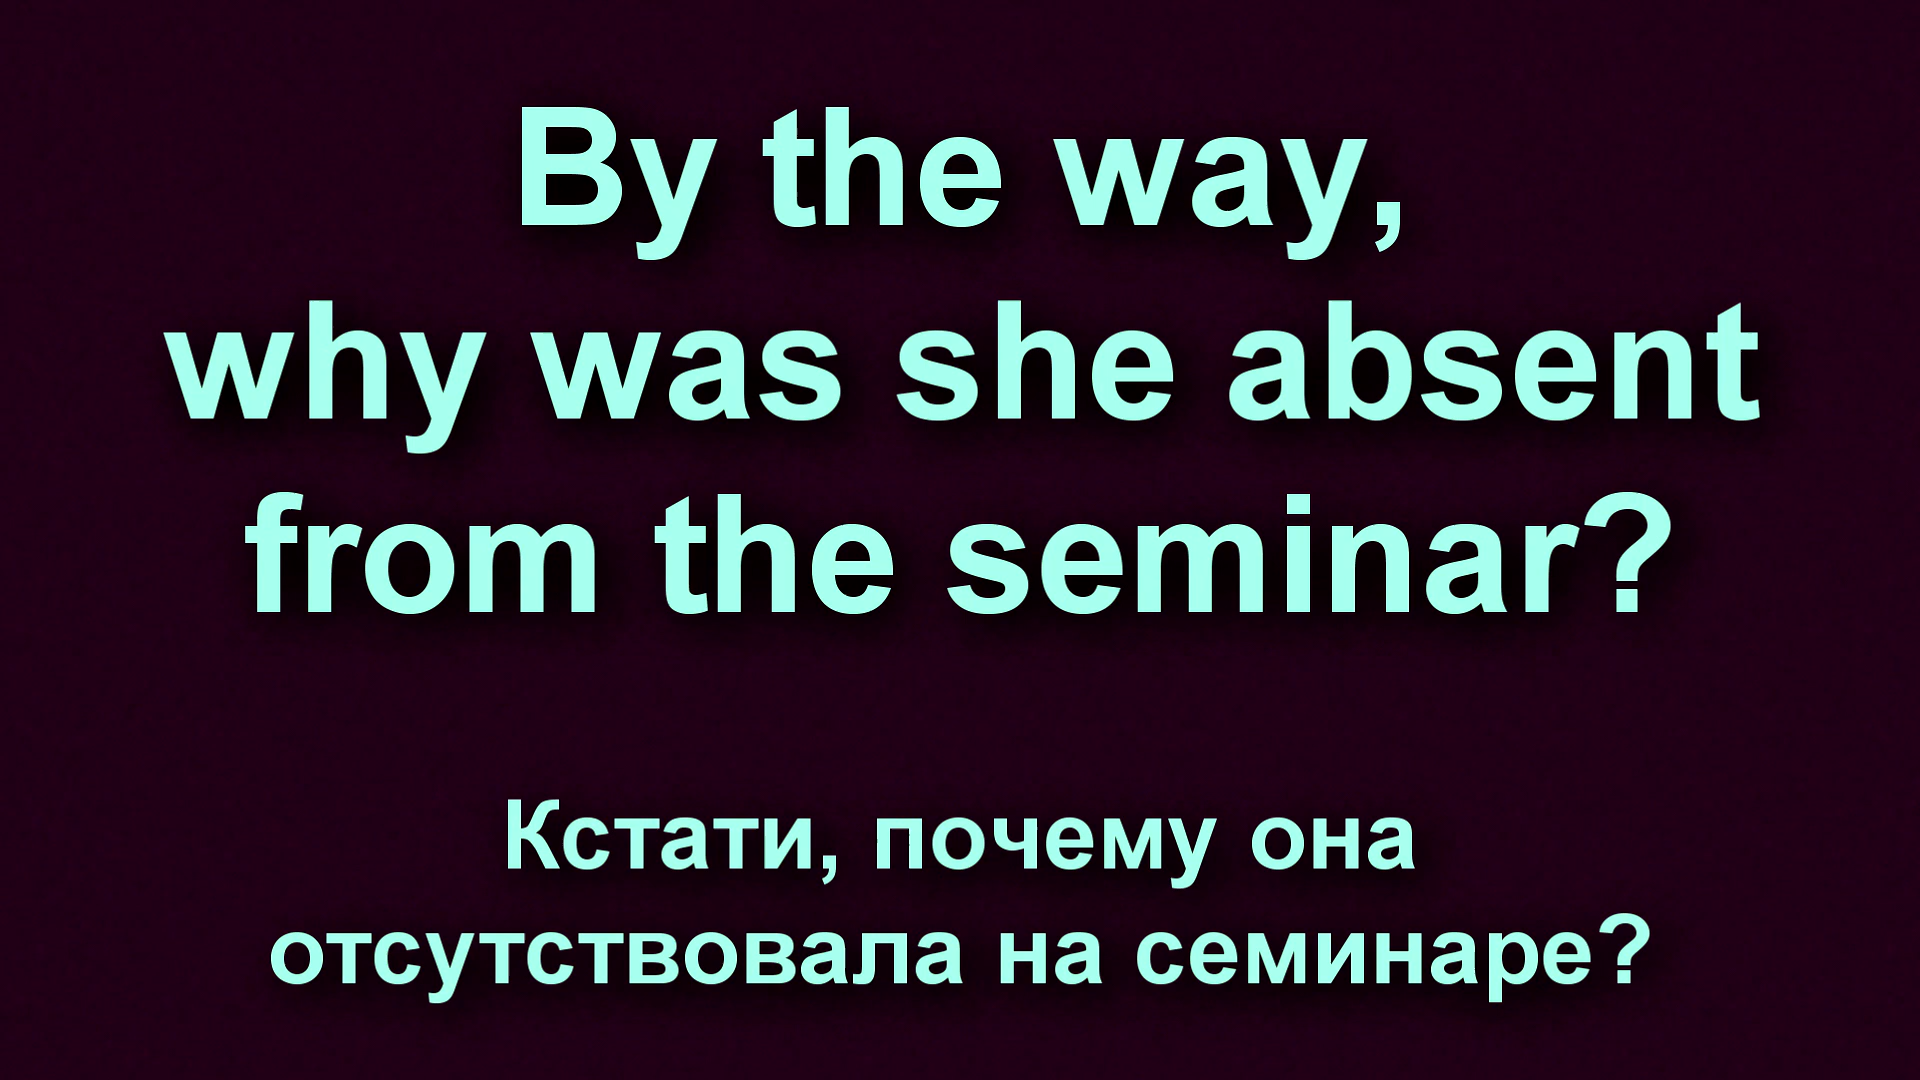 By the way,
why was she absent
from the seminar?
Кстати, почему она
отсутствовала на семинаре?